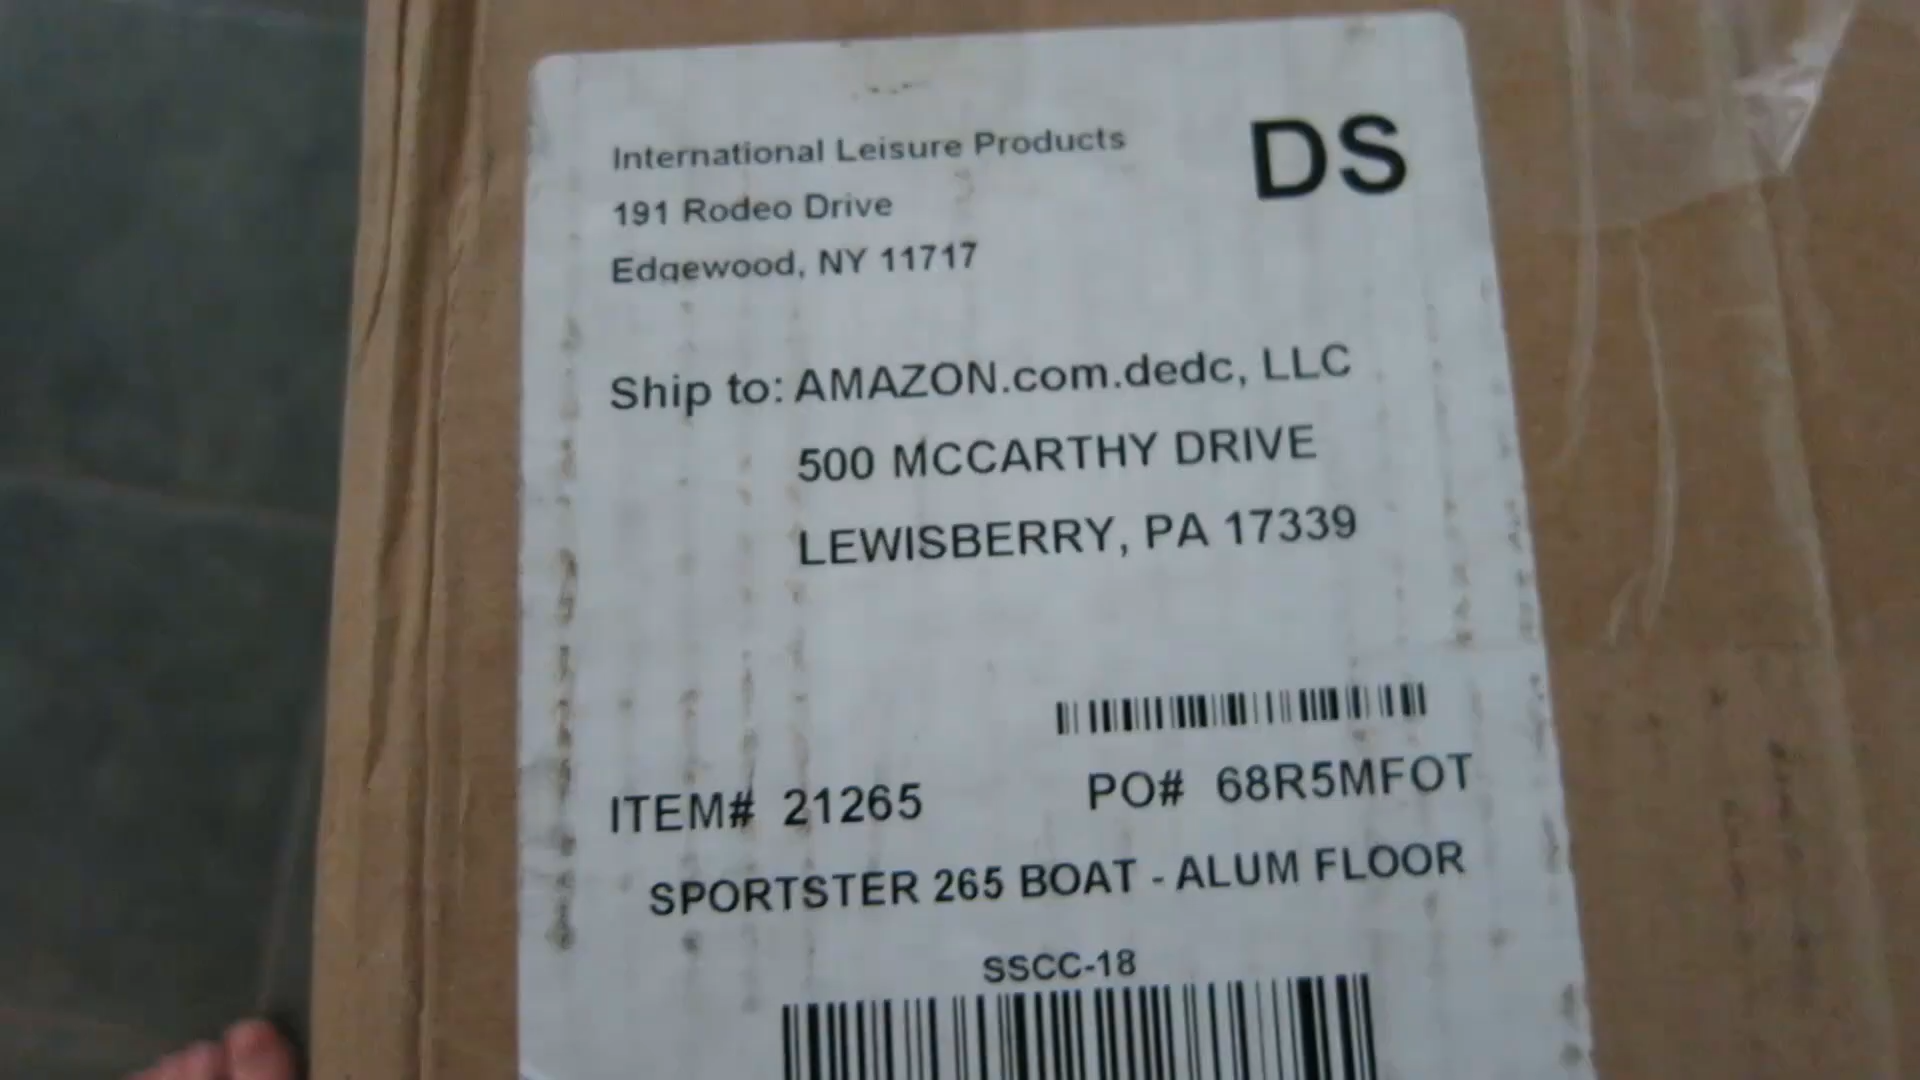 International Leisure Products
DS
191 Rodeo Drive
Edgewood, NY 11717
Ship to: AMAZON.com.dedc, LLC
500 MCCARTHY DRIVE
LEWISBERRY, PA 17339
ITEM# 21265
PO# 68R5MFOT
SPORTSTER 265 BOAT - ALUM FLOOR
SSCC-18